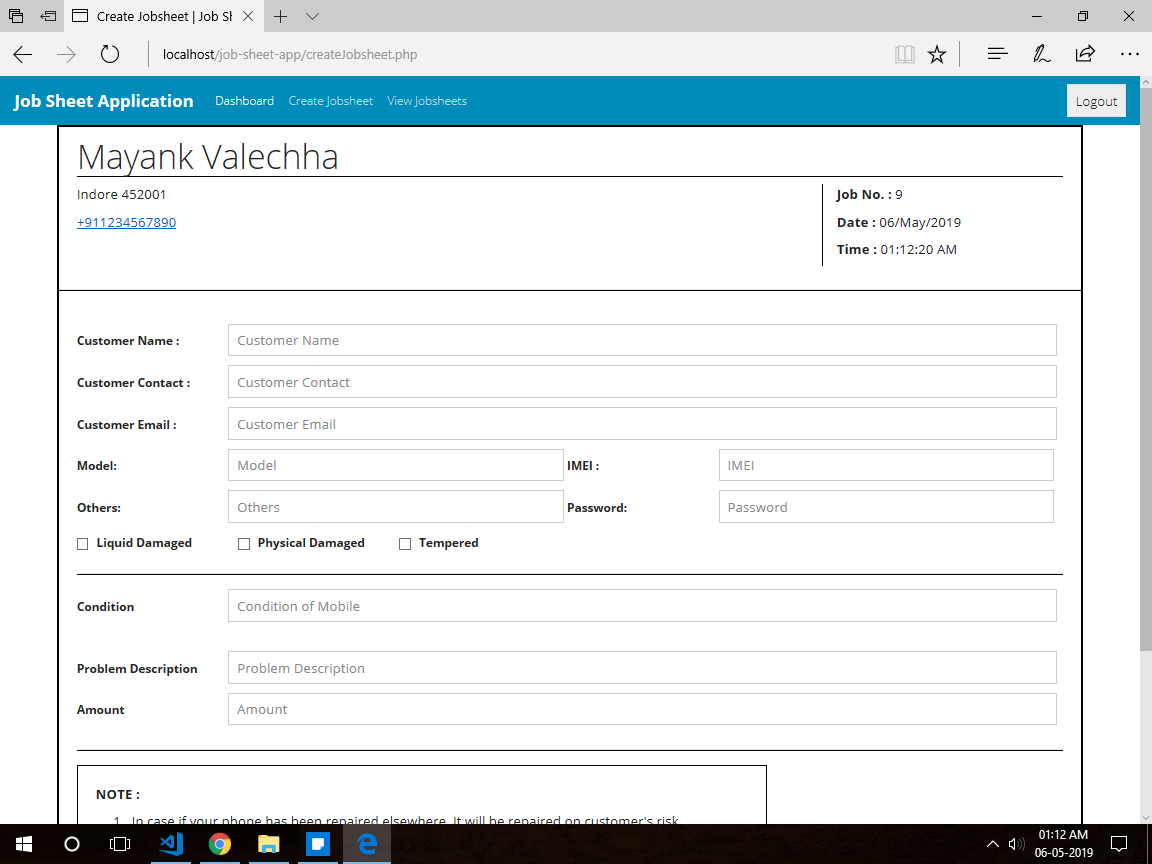 Create Jobsheet | Job Sh
localhost/job-sheet-app/createJobsheet.php
Job Sheet Application Dashboard Create Jobsheet View Jobsheets Logout
Mayank Valechha
Indore 452001
+911234567890
Job No. : 9
Date : 06/May/2019
Time : 01:12:20 AM
Customer Name : Customer Name
Customer Contact : Customer Contact
Customer Email : Customer Email
Model: Model IMEI : IMEI
Others: Others Password: Password
Liquid Damaged Physical Damaged Tempered
Condition Condition of Mobile
Problem Description Problem Description
Amount Amount
NOTE :
1. In case if your phone has been repaired elsewhere. It will be repaired on customer's risk.
01:12 AM
06-05-2019